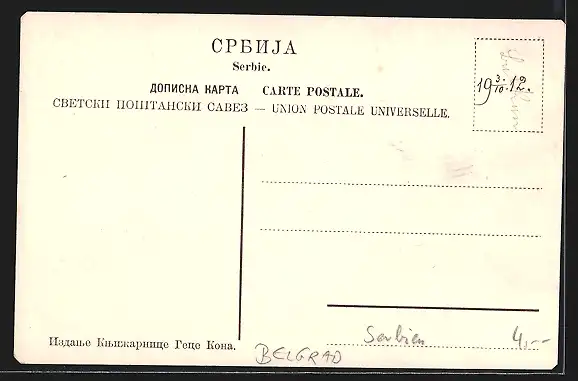 СРБИЈА
Serbie.
ДОПИСНА КАРТА CARTE POSTALE.
СВЕТСКИ ПОШТАНСКИ САВЕЗ — UNION POSTALE UNIVERSELLE.
19 3./10. 12.
Издање Књижарнице Геце Кона.
BELGRAD
Serbien 4,--